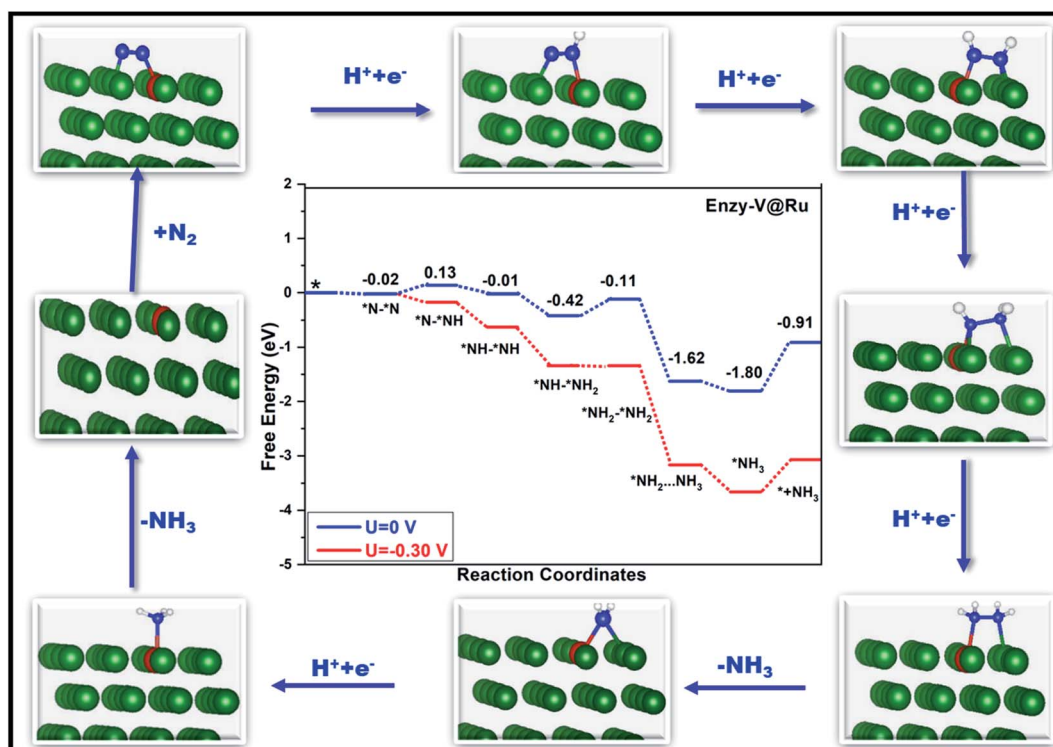 H⁺+e⁻
H⁺+e⁻
H⁺+e⁻
H⁺+e⁻
-NH₃
H⁺+e⁻
-NH₃
+N₂
Enzy-V@Ru
Free Energy (eV)
2
1
0
-1
-2
-3
-4
-5
*
-0.02
0.13
-0.01
-0.42
-0.11
-1.62
-1.80
-0.91
*N-*N
*N-*NH
*NH-*NH
*NH-*NH₂
*NH₂-*NH₂
*NH₂...NH₃
*NH₃
*+NH₃
U=0 V
U=-0.30 V
Reaction Coordinates